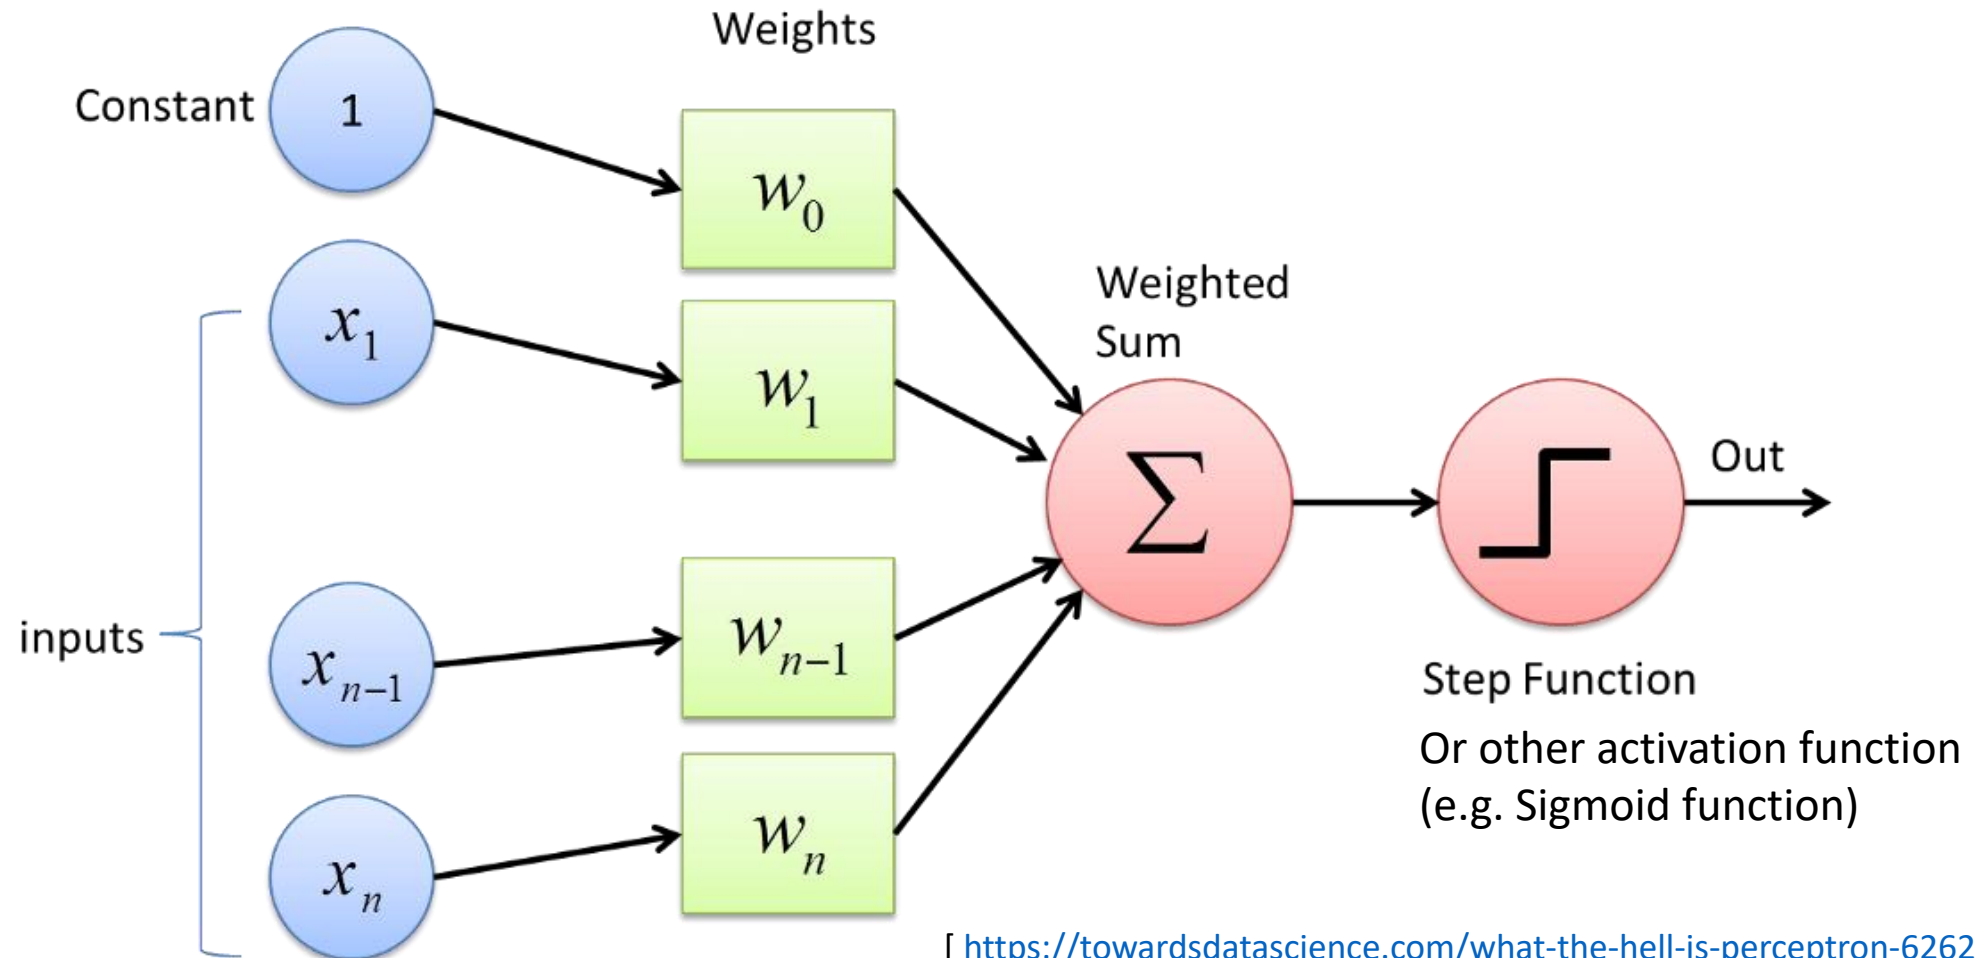 Weights
Constant
1
w₀
x₁
w₁
Weighted
Sum
Σ
Out
inputs
xₙ₋₁
wₙ₋₁
Step Function
Or other activation function
(e.g. Sigmoid function)
xₙ
wₙ
[ https://towardsdatascience.com/what-the-hell-is-perceptron-6262